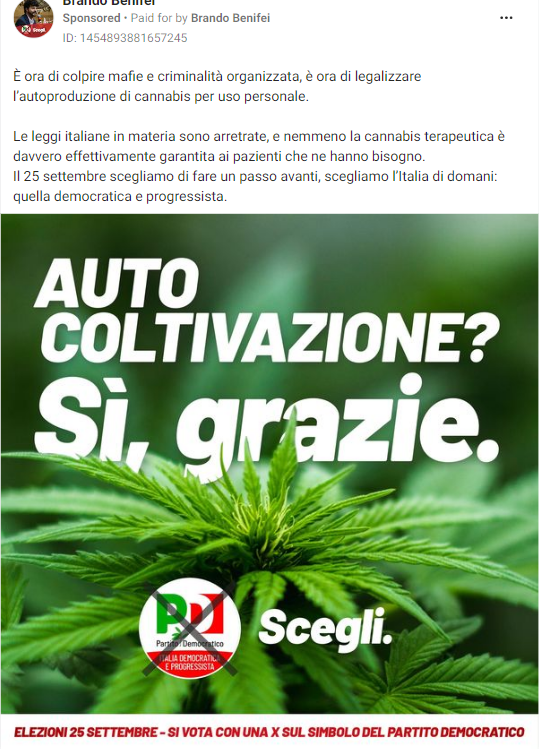 Brando Benifei
Sponsored • Paid for by Brando Benifei
ID: 1454893881657245
È ora di colpire mafie e criminalità organizzata, è ora di legalizzare
l'autoproduzione di cannabis per uso personale.
Le leggi italiane in materia sono arretrate, e nemmeno la cannabis terapeutica è
davvero effettivamente garantita ai pazienti che ne hanno bisogno.
Il 25 settembre scegliamo di fare un passo avanti, scegliamo l'Italia di domani:
quella democratica e progressista.
AUTO
COLTIVAZIONE?
Sì, grazie.
PD
Partito Democratico
ITALIA DEMOCRATICA
E PROGRESSISTA
Scegli.
ELEZIONI 25 SETTEMBRE - SI VOTA CON UNA X SUL SIMBOLO DEL PARTITO DEMOCRATICO